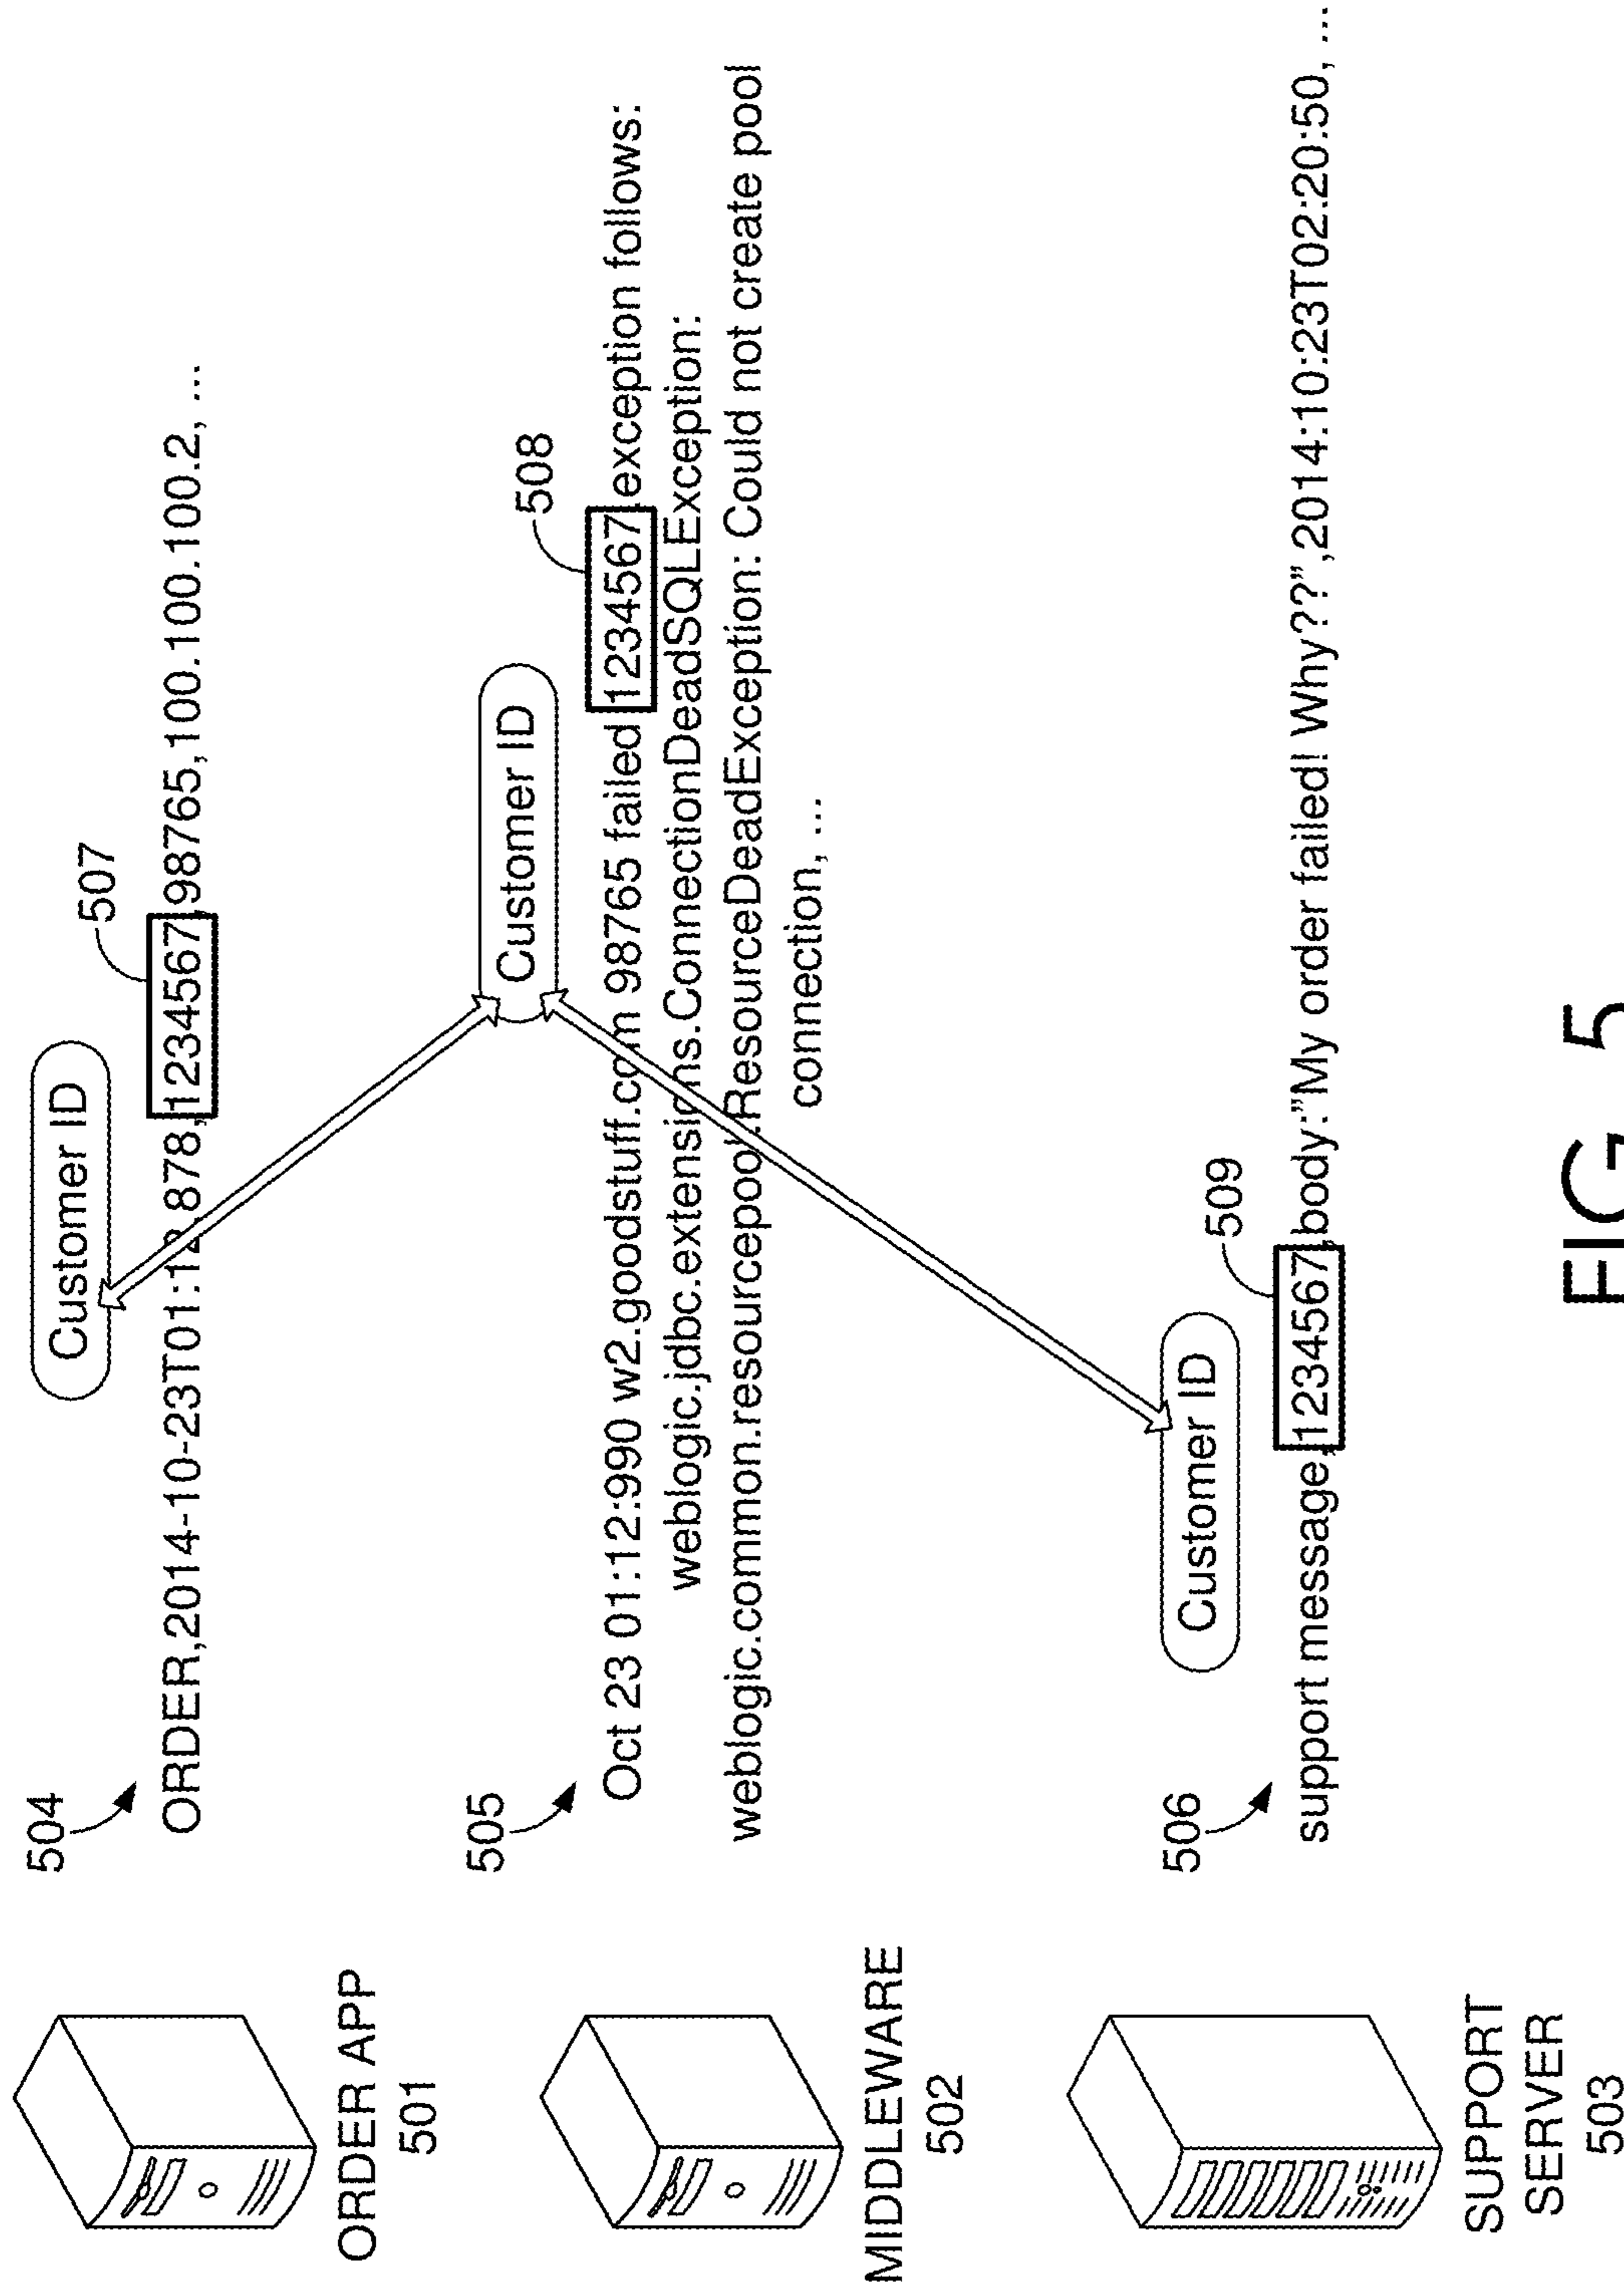 504
Customer ID
507
ORDER,2014-10-23T01:12.878,1234567,98765,100.100.100.2, ...
ORDER APP
501
505
Customer ID
508
Oct 23 01:12:990 w2.goodstuff.com 98765 failed 1234567 exception follows:
weblogic.jdbc.extensions.ConnectionDeadSQLException:
weblogic.common.resourcepool.ResourceDeadException: Could not create pool
connection, ...
MIDDLEWARE
502
506
Customer ID
509
support message,1234567,body:"My order failed! Why??",2014:10:23T02:20:50, ...
SUPPORT
SERVER
503
FIG. 5